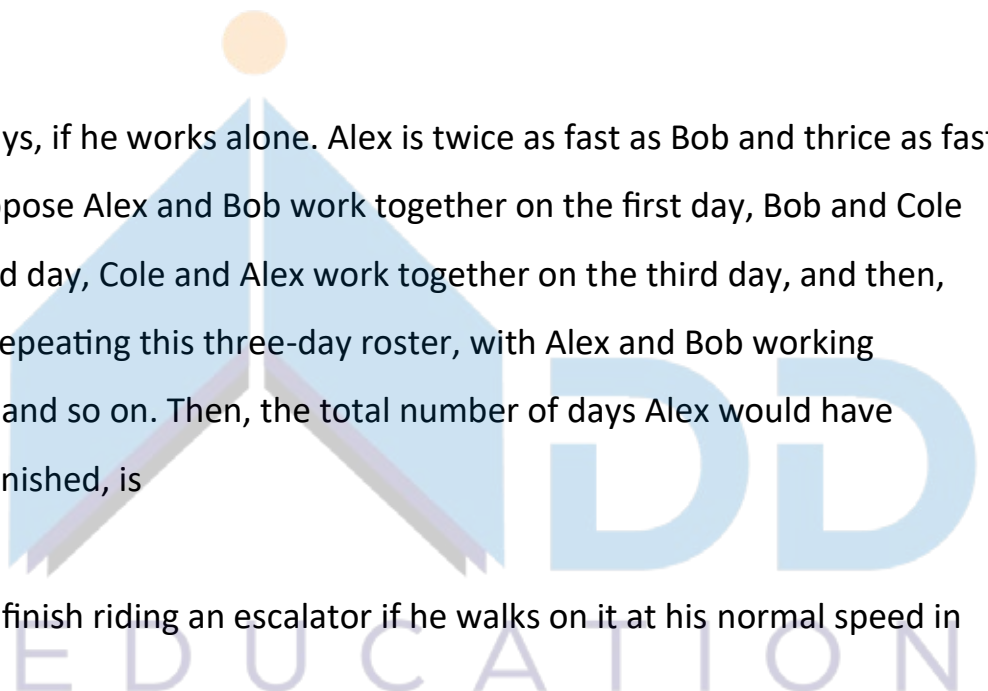 ys, if he works alone. Alex is twice as fast as Bob and thrice as fast
pose Alex and Bob work together on the first day, Bob and Cole
d day, Cole and Alex work together on the third day, and then,
epeating this three-day roster, with Alex and Bob working
and so on. Then, the total number of days Alex would have
nished, is
finish riding an escalator if he walks on it at his normal speed in
DD
EDUCATION